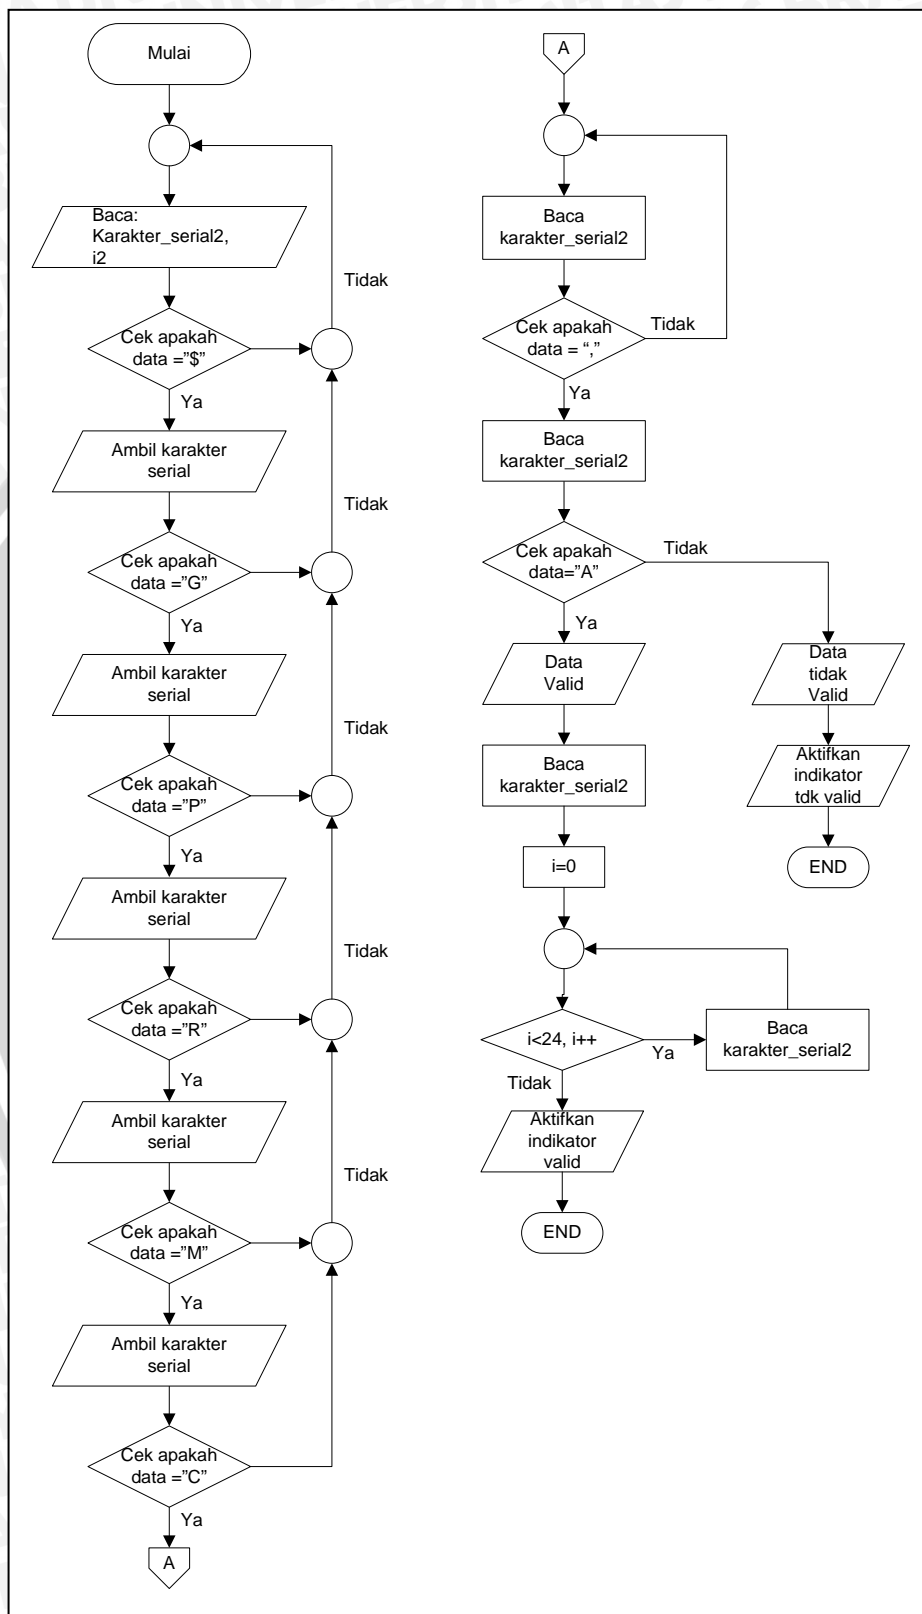 Mulai
Baca:
Karakter_serial2,
i2
Tidak
Cek apakah
data ="$"
Ya
Ambil karakter
serial
Tidak
Cek apakah
data ="G"
Ya
Ambil karakter
serial
Tidak
Cek apakah
data ="P"
Ya
Ambil karakter
serial
Tidak
Cek apakah
data ="R"
Ya
Ambil karakter
serial
Tidak
Cek apakah
data ="M"
Ya
Ambil karakter
serial
Cek apakah
data ="C"
Ya
A
A
Baca
karakter_serial2
Cek apakah
data = “,”
Tidak
Ya
Baca
karakter_serial2
Cek apakah
data="A"
Tidak
Ya
Data
Valid
Data
tidak
Valid
Baca
karakter_serial2
Aktifkan
indikator
tdk valid
i=0
END
i<24, i++
Ya
Baca
karakter_serial2
Tidak
Aktifkan
indikator
valid
END